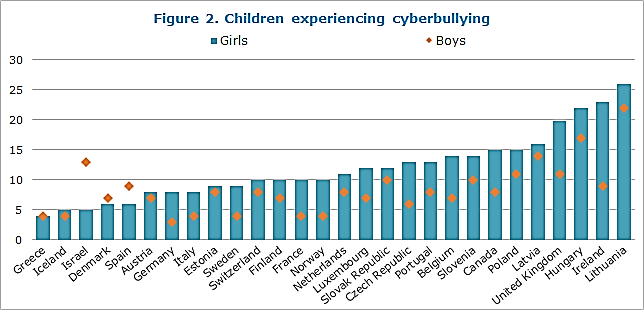 Figure 2. Children experiencing cyberbullying
Girls
Boys
30
25
20
15
10
5
0
Greece
Iceland
Israel
Denmark
Spain
Austria
Germany
Italy
Estonia
Sweden
Switzerland
Finland
France
Norway
Netherlands
Luxembourg
Slovak Republic
Czech Republic
Portugal
Belgium
Slovenia
Canada
Poland
Latvia
United Kingdom
Hungary
Ireland
Lithuania